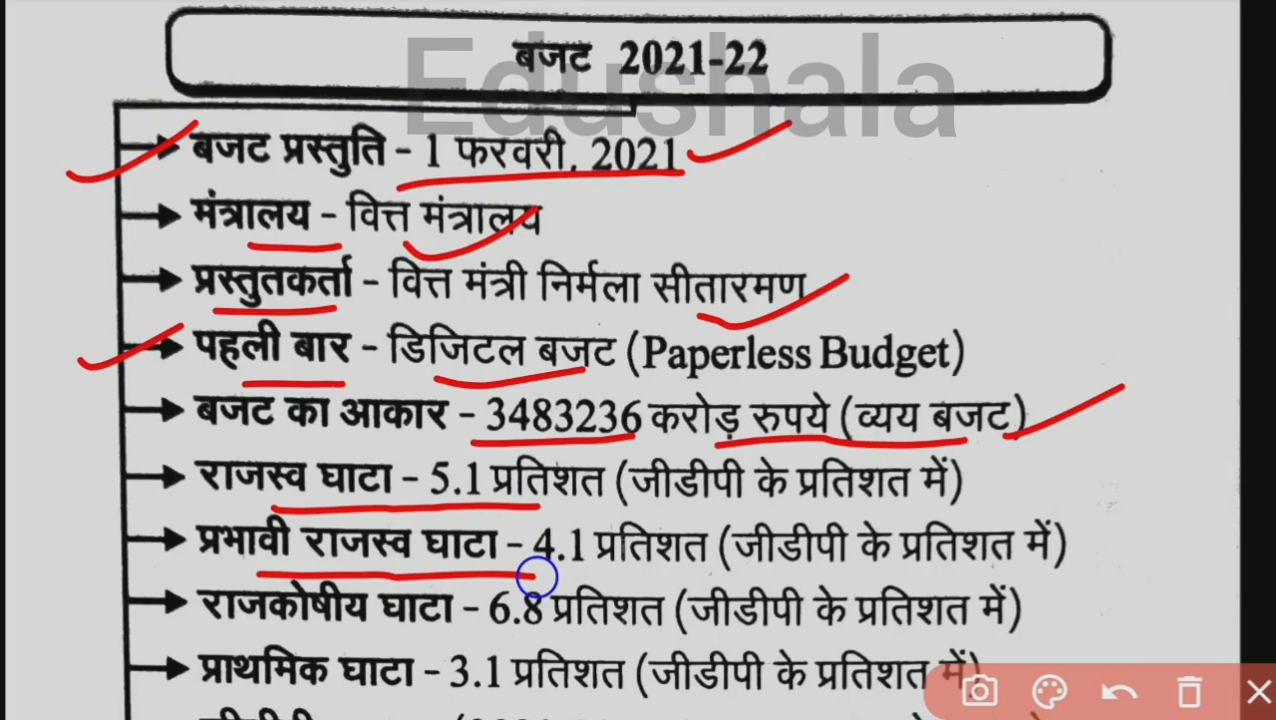 Edushala
बजट 2021-22
बजट प्रस्तुति - 1 फरवरी, 2021
मंत्रालय - वित्त मंत्रालय
प्रस्तुतकर्ता - वित्त मंत्री निर्मला सीतारमण
पहली बार - डिजिटल बजट (Paperless Budget)
बजट का आकार - 3483236 करोड़ रुपये (व्यय बजट)
राजस्व घाटा - 5.1 प्रतिशत (जीडीपी के प्रतिशत में)
प्रभावी राजस्व घाटा - 4.1 प्रतिशत (जीडीपी के प्रतिशत में)
राजकोषीय घाटा - 6.8 प्रतिशत (जीडीपी के प्रतिशत में)
प्राथमिक घाटा - 3.1 प्रतिशत (जीडीपी के प्रतिशत में)